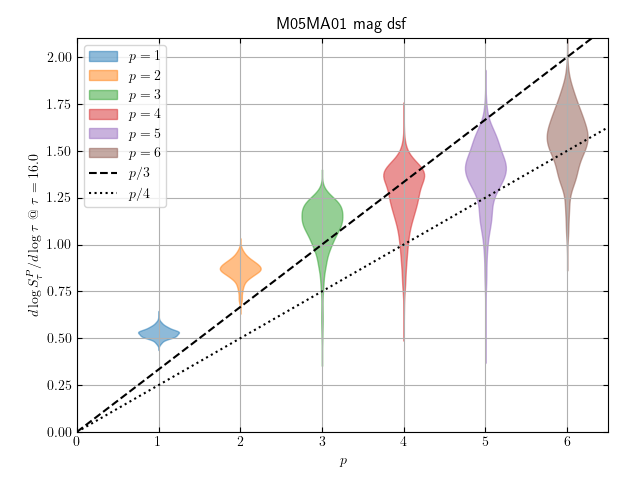 M05MA01 mag dsf
d log S_τ^P / d log τ @ τ = 16.0
2.00
1.75
1.50
1.25
1.00
0.75
0.50
0.25
0.00
p = 1
p = 2
p = 3
p = 4
p = 5
p = 6
p/3
p/4
0 1 2 3 4 5 6
p